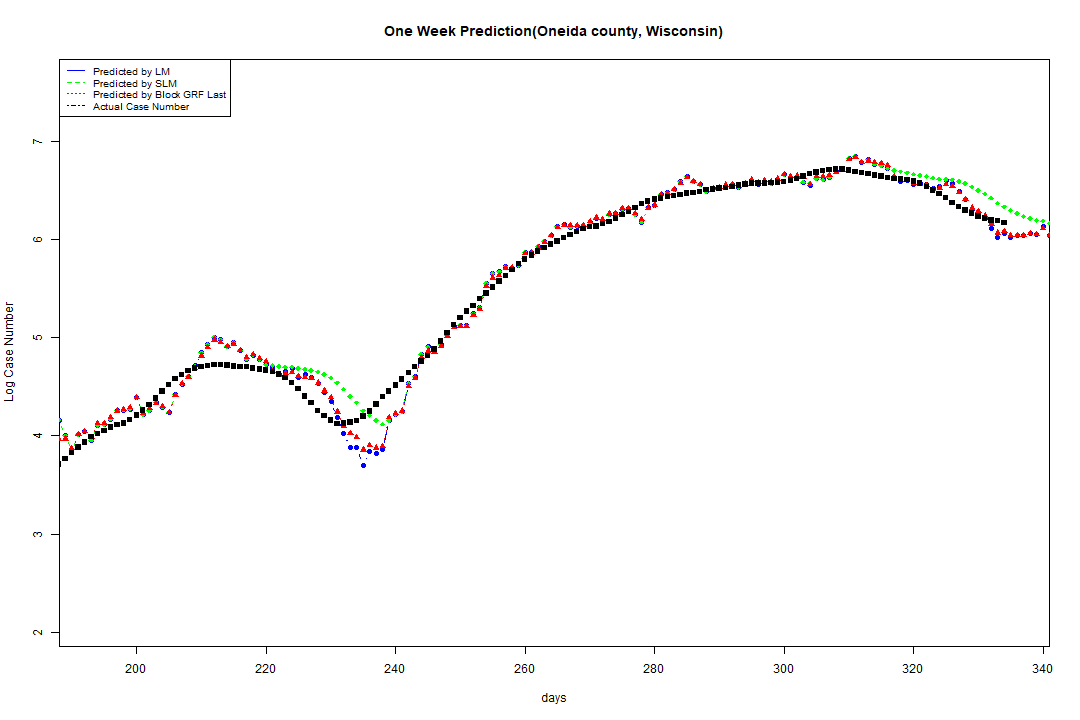 One Week Prediction(Oneida county, Wisconsin)
Predicted by LM
Predicted by SLM
Predicted by Block GRF Last
Actual Case Number
7
6
5
4
3
2
Log Case Number
200 220 240 260 280 300 320 340
days